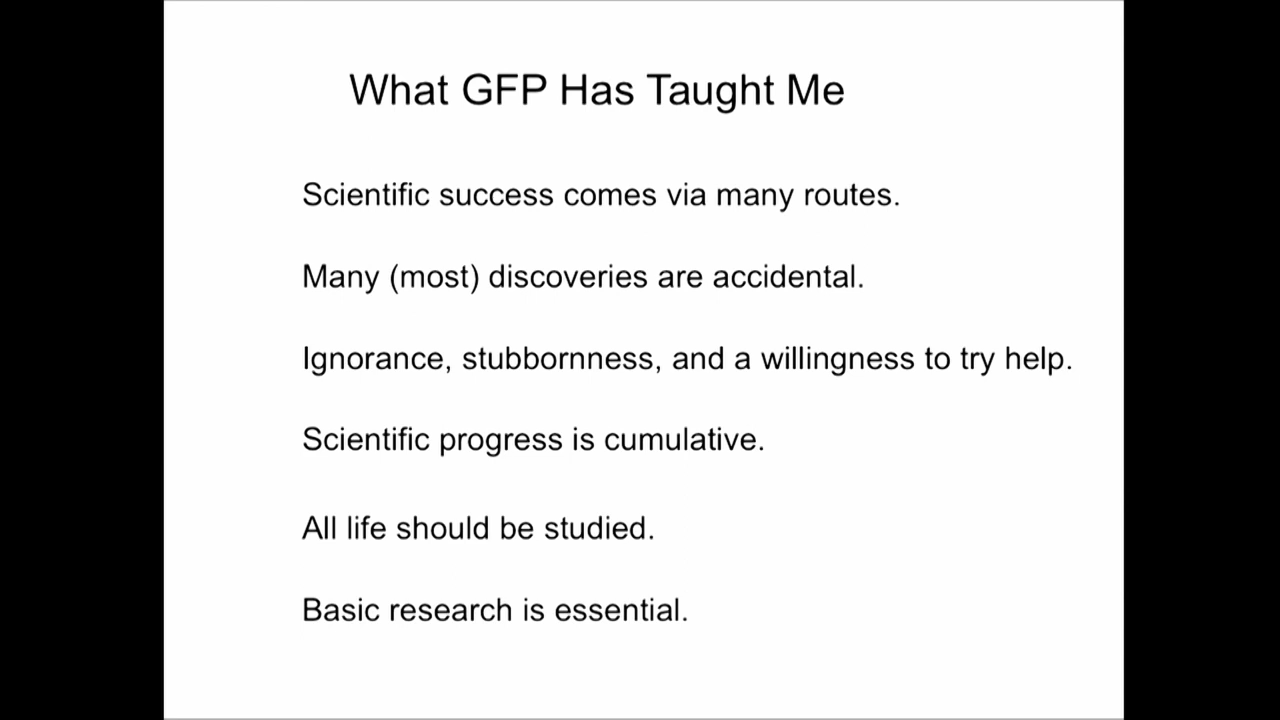 What GFP Has Taught Me
Scientific success comes via many routes.
Many (most) discoveries are accidental.
Ignorance, stubbornness, and a willingness to try help.
Scientific progress is cumulative.
All life should be studied.
Basic research is essential.